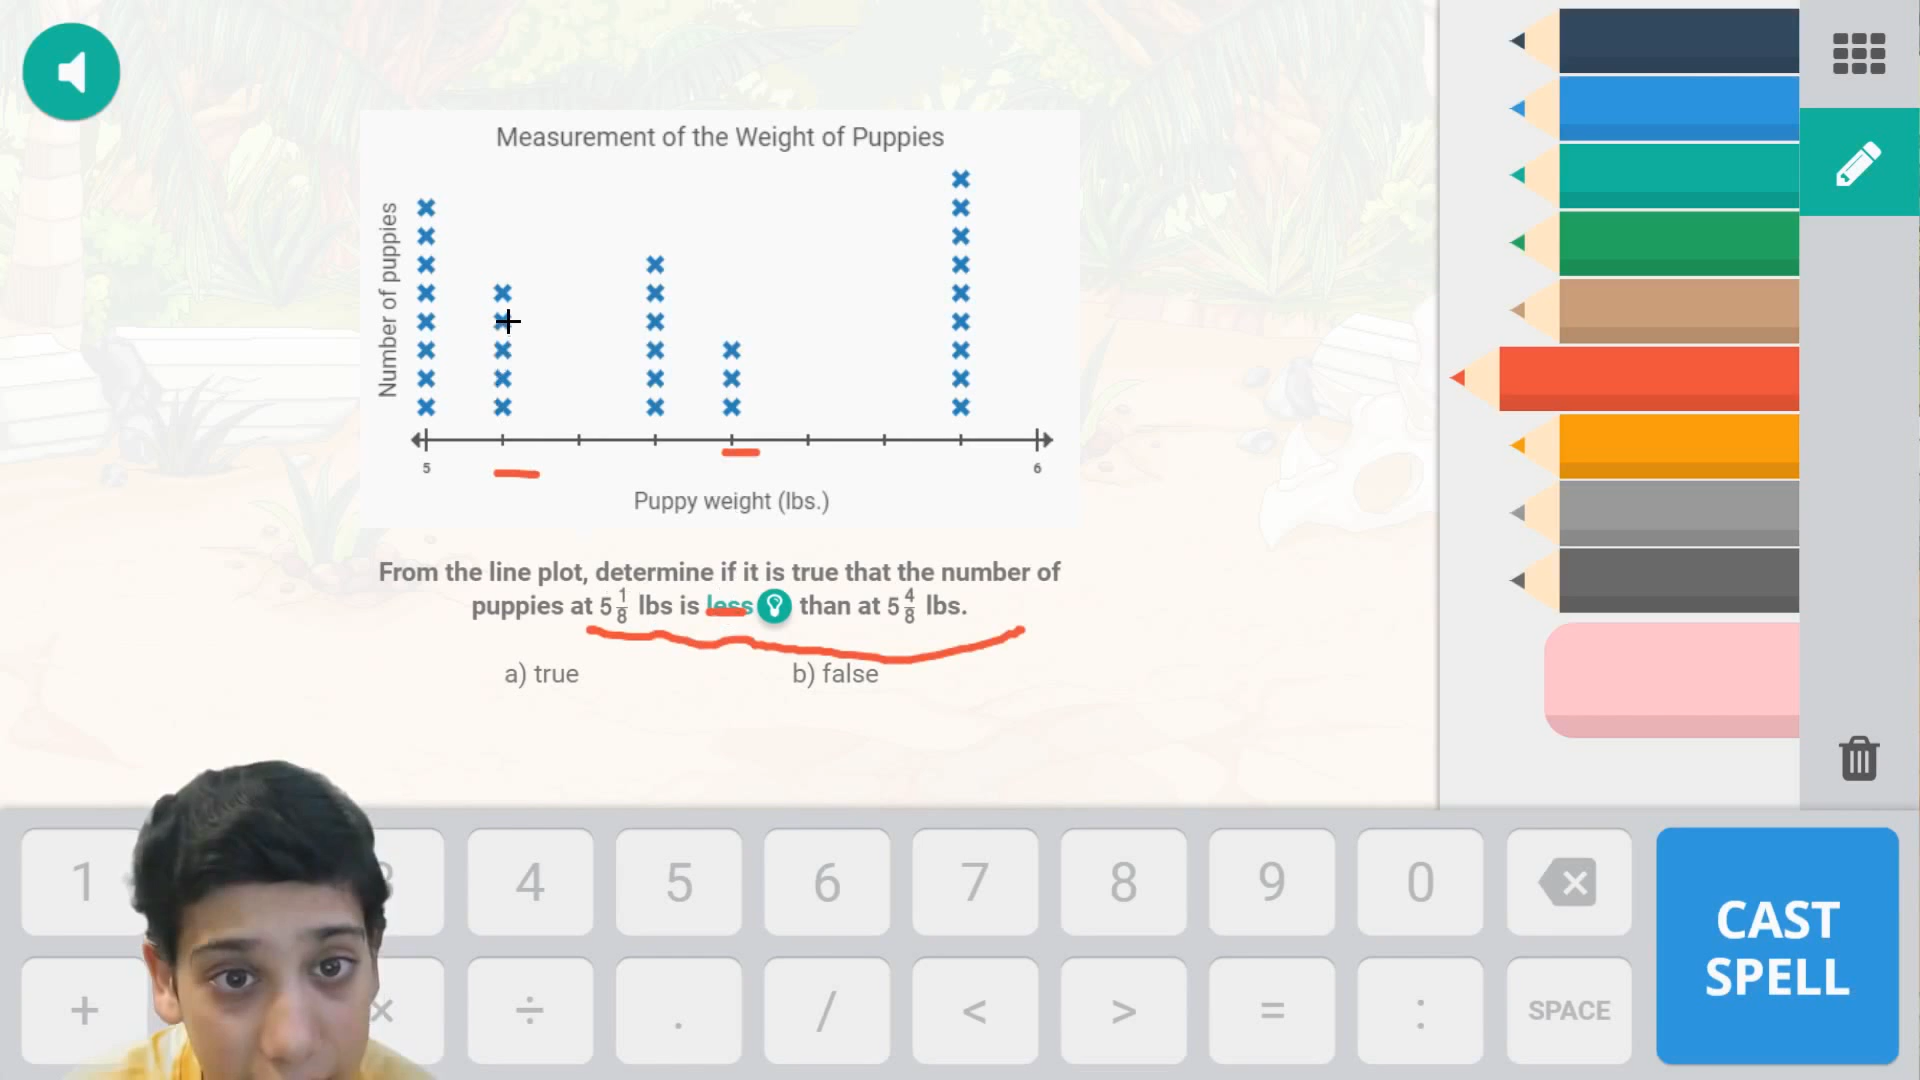 Measurement of the Weight of Puppies
Number of puppies
5 6
Puppy weight (lbs.)
From the line plot, determine if it is true that the number of
puppies at 5 1/8 lbs is less than at 5 4/8 lbs.
a) true b) false
1 4 5 6 7 8 9 0
+ × ÷ . / < > = : SPACE
CAST
SPELL